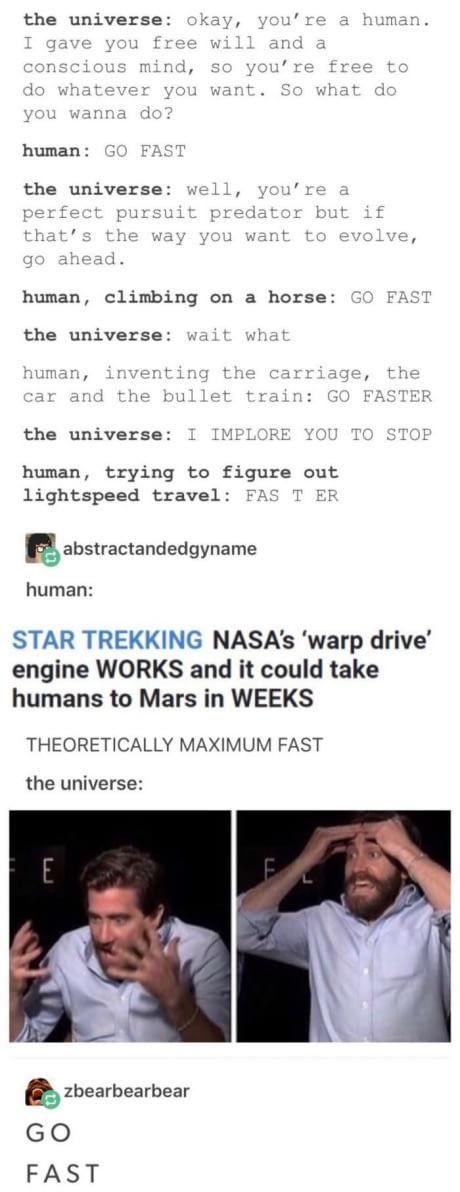 the universe: okay, you're a human.
I gave you free will and a
conscious mind, so you're free to
do whatever you want. So what do
you wanna do?
human: GO FAST
the universe: well, you're a
perfect pursuit predator but if
that's the way you want to evolve,
go ahead.
human, climbing on a horse: GO FAST
the universe: wait what
human, inventing the carriage, the
car and the bullet train: GO FASTER
the universe: I IMPLORE YOU TO STOP
human, trying to figure out
lightspeed travel: FAS T ER
abstractandedgyname
human:
STAR TREKKING NASA's 'warp drive'
engine WORKS and it could take
humans to Mars in WEEKS
THEORETICALLY MAXIMUM FAST
the universe:
E
F L
zbearbearbear
GO
FAST